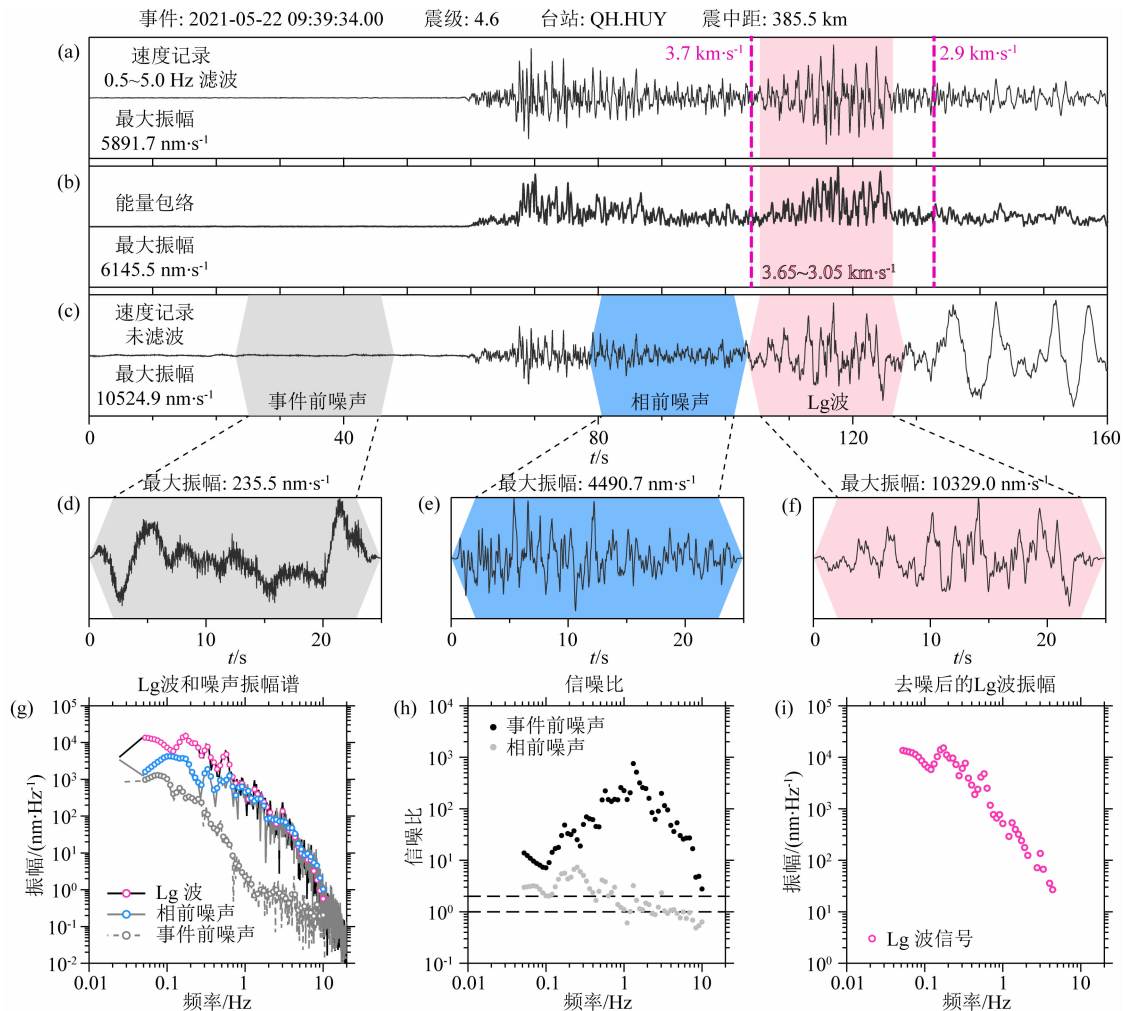 事件: 2021-05-22 09:39:34.00 震级: 4.6 台站: QH.HUY 震中距: 385.5 km
(a)
速度记录
0.5~5.0 Hz 滤波
最大振幅
5891.7 nm·s⁻¹
3.7 km·s⁻¹
2.9 km·s⁻¹
(b)
能量包络
最大振幅
6145.5 nm·s⁻¹
3.65~3.05 km·s⁻¹
(c)
速度记录
未滤波
最大振幅
10524.9 nm·s⁻¹
事件前噪声
相前噪声
Lg波
0 40 80 120 160
t/s
(d)
最大振幅: 235.5 nm·s⁻¹
0 10 20
t/s
(e)
最大振幅: 4490.7 nm·s⁻¹
0 10 20
t/s
(f)
最大振幅: 10329.0 nm·s⁻¹
0 10 20
t/s
Lg波和噪声振幅谱
(g)
10⁵
10⁴
10³
10²
10¹
10⁰
10⁻¹
10⁻²
振幅/(nm·Hz⁻¹)
Lg 波
相前噪声
事件前噪声
0.01 0.1 1 10
频率/Hz
信噪比
(h)
10⁴
10³
10²
10¹
10⁰
10⁻¹
信噪比
事件前噪声
相前噪声
0.01 0.1 1 10
频率/Hz
去噪后的Lg波振幅
(i)
10⁵
10⁴
10³
10²
10¹
10⁰
振幅/(nm·Hz⁻¹)
Lg 波信号
0.01 0.1 1 10
频率/Hz